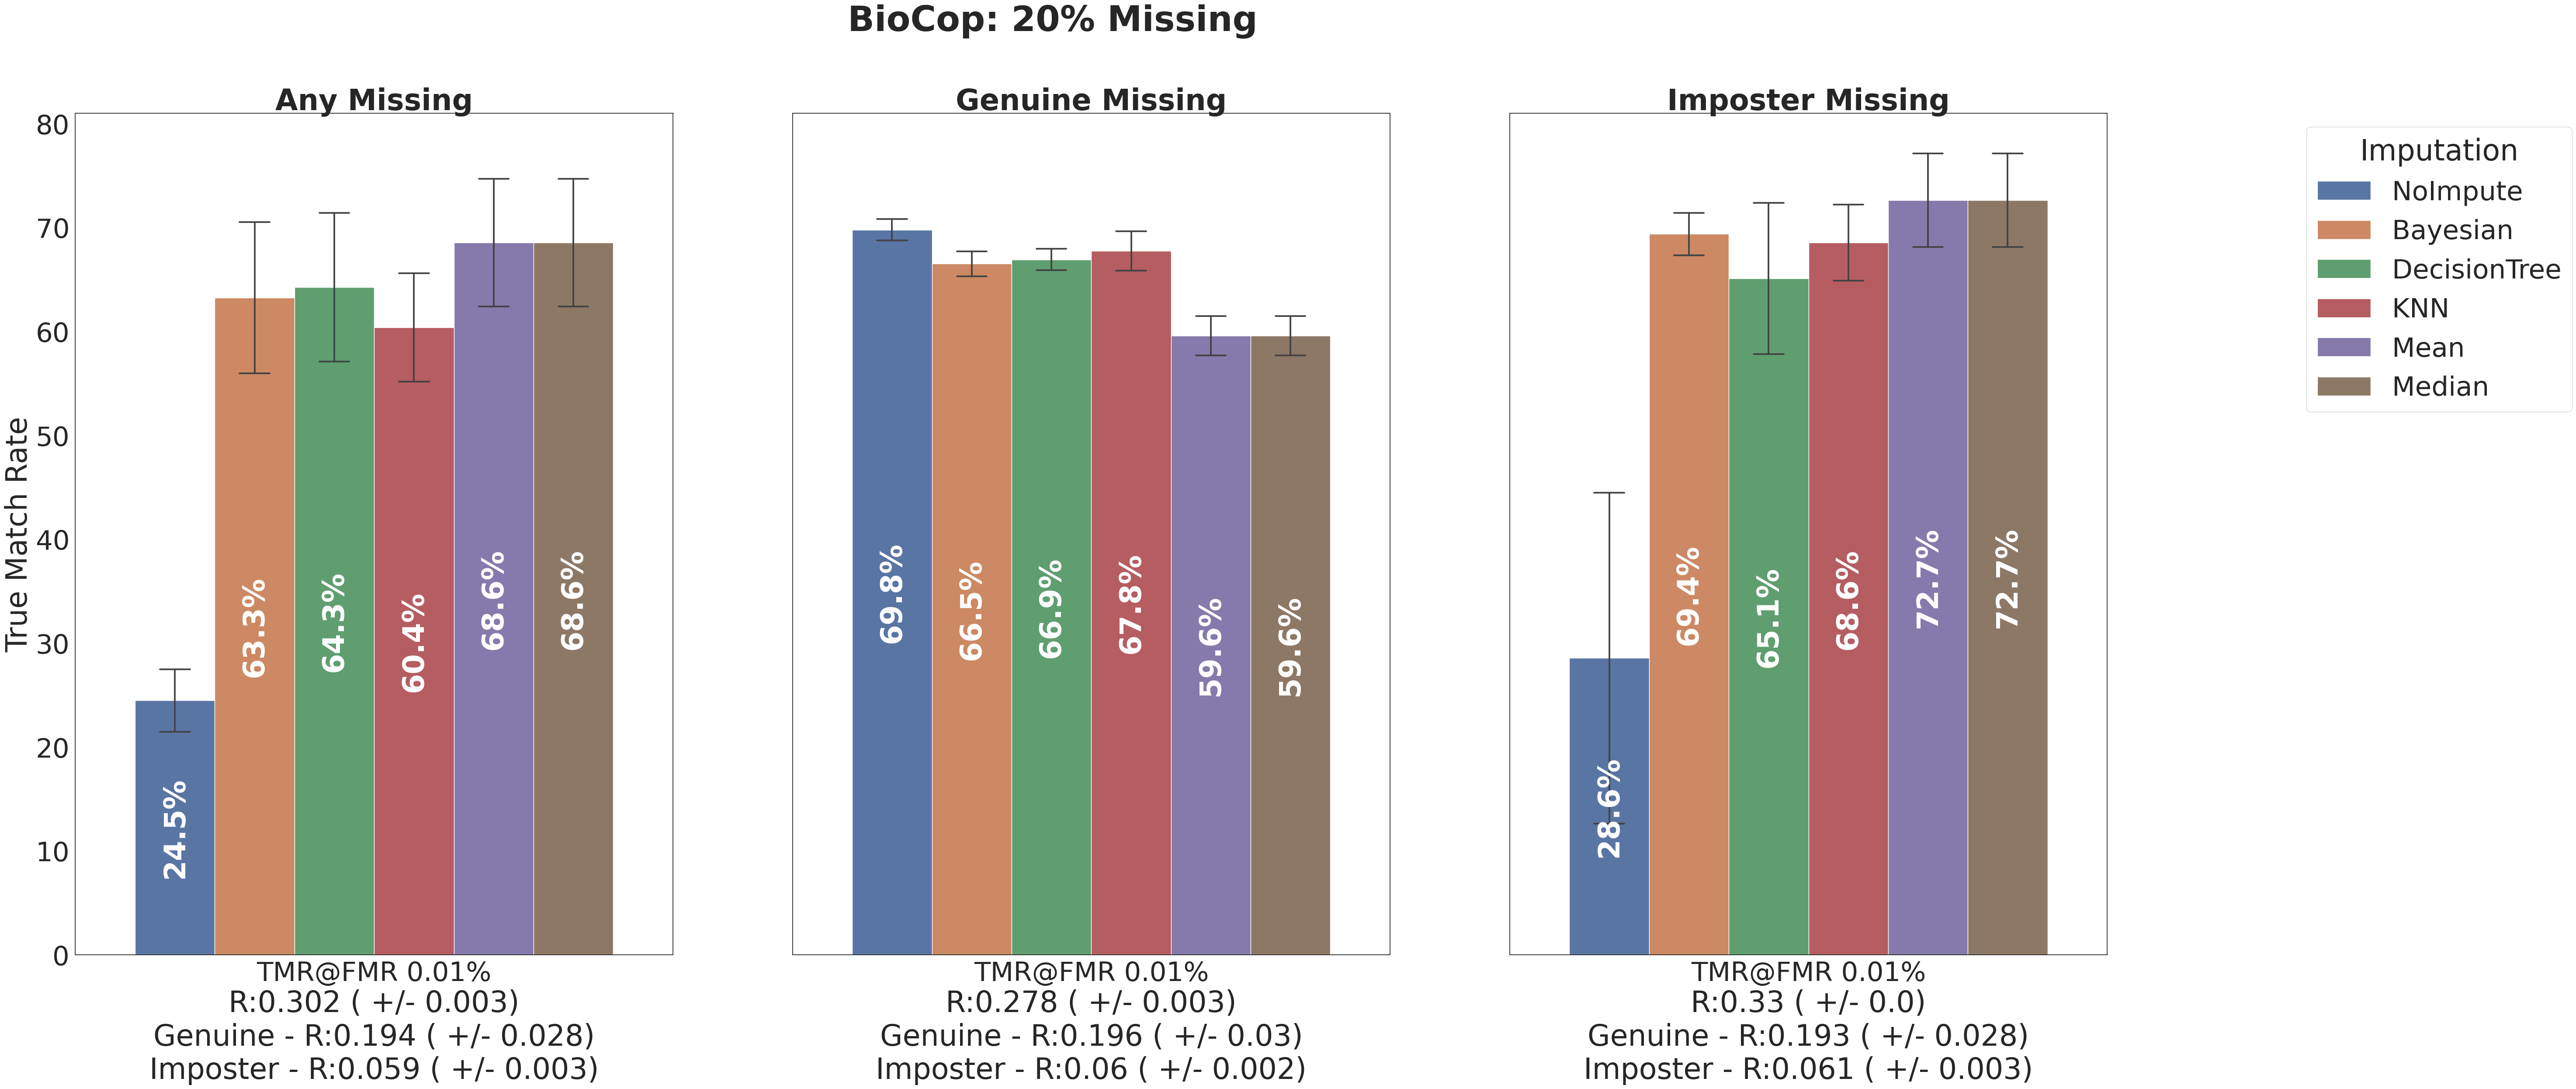 BioCop: 20% Missing
Any Missing
Genuine Missing
Imposter Missing
True Match Rate
80
70
60
50
40
30
20
10
0
24.5%
63.3%
64.3%
60.4%
68.6%
68.6%
69.8%
66.5%
66.9%
67.8%
59.6%
59.6%
28.6%
69.4%
65.1%
68.6%
72.7%
72.7%
TMR@FMR 0.01%
R:0.302 ( +/- 0.003)
Genuine - R:0.194 ( +/- 0.028)
Imposter - R:0.059 ( +/- 0.003)
TMR@FMR 0.01%
R:0.278 ( +/- 0.003)
Genuine - R:0.196 ( +/- 0.03)
Imposter - R:0.06 ( +/- 0.002)
TMR@FMR 0.01%
R:0.33 ( +/- 0.0)
Genuine - R:0.193 ( +/- 0.028)
Imposter - R:0.061 ( +/- 0.003)
Imputation
NoImpute
Bayesian
DecisionTree
KNN
Mean
Median